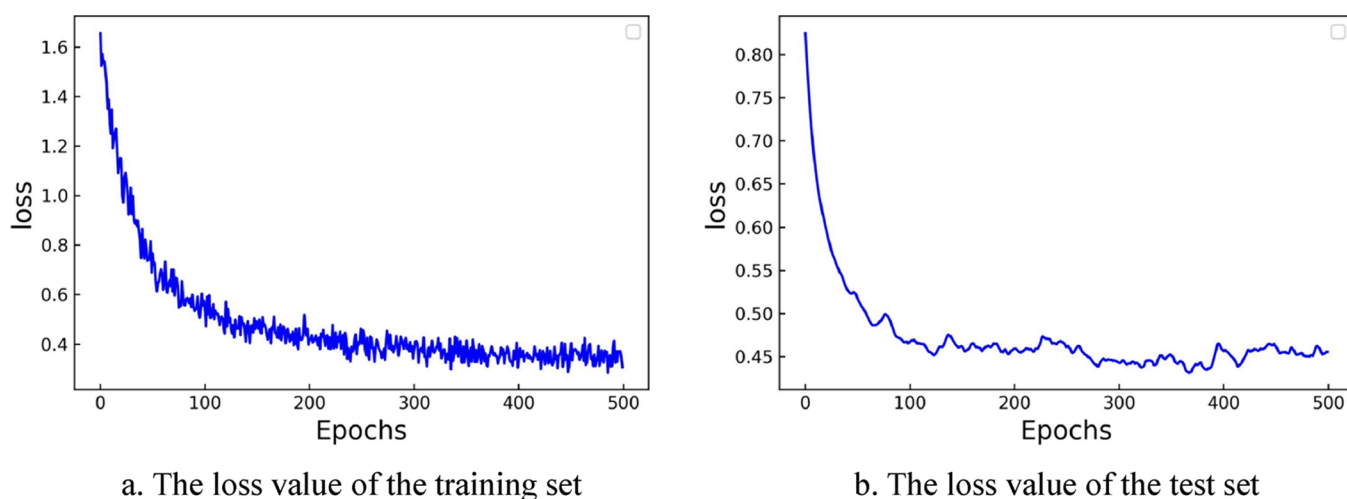 1.6
1.4
1.2
1.0
0.8
0.6
0.4
loss
0 100 200 300 400 500
Epochs
a. The loss value of the training set
0.80
0.75
0.70
0.65
0.60
0.55
0.50
0.45
loss
0 100 200 300 400 500
Epochs
b. The loss value of the test set